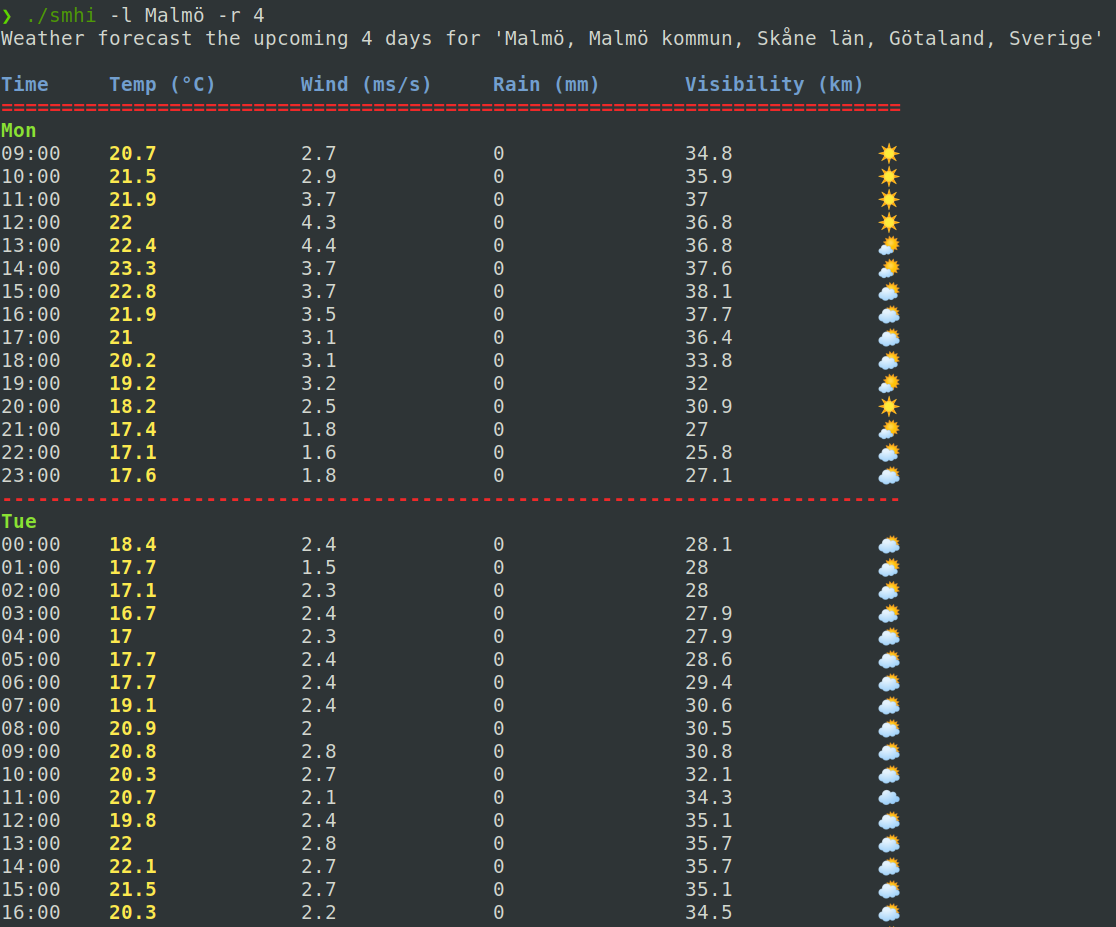 ❯ ./smhi -l Malmö -r 4
Weather forecast the upcoming 4 days for 'Malmö, Malmö kommun, Skåne län, Götaland, Sverige'
Time Temp (°C) Wind (ms/s) Rain (mm) Visibility (km)
===========================================================================
Mon
09:00 20.7 2.7 0 34.8 ☀️
10:00 21.5 2.9 0 35.9 ☀️
11:00 21.9 3.7 0 37 ☀️
12:00 22 4.3 0 36.8 ☀️
13:00 22.4 4.4 0 36.8 🌤️
14:00 23.3 3.7 0 37.6 🌤️
15:00 22.8 3.7 0 38.1 ⛅
16:00 21.9 3.5 0 37.7 🌥️
17:00 21 3.1 0 36.4 🌥️
18:00 20.2 3.1 0 33.8 ⛅
19:00 19.2 3.2 0 32 🌤️
20:00 18.2 2.5 0 30.9 ☀️
21:00 17.4 1.8 0 27 🌤️
22:00 17.1 1.6 0 25.8 ⛅
23:00 17.6 1.8 0 27.1 🌥️
---------------------------------------------------------------------------
Tue
00:00 18.4 2.4 0 28.1 🌥️
01:00 17.7 1.5 0 28 ⛅
02:00 17.1 2.3 0 28 ⛅
03:00 16.7 2.4 0 27.9 ⛅
04:00 17 2.3 0 27.9 🌥️
05:00 17.7 2.4 0 28.6 🌥️
06:00 17.7 2.4 0 29.4 🌥️
07:00 19.1 2.4 0 30.6 🌥️
08:00 20.9 2 0 30.5 🌥️
09:00 20.8 2.8 0 30.8 🌥️
10:00 20.3 2.7 0 32.1 🌥️
11:00 20.7 2.1 0 34.3 ☁️
12:00 19.8 2.4 0 35.1 🌥️
13:00 22 2.8 0 35.7 🌥️
14:00 22.1 2.7 0 35.7 🌥️
15:00 21.5 2.7 0 35.1 🌥️
16:00 20.3 2.2 0 34.5 🌥️